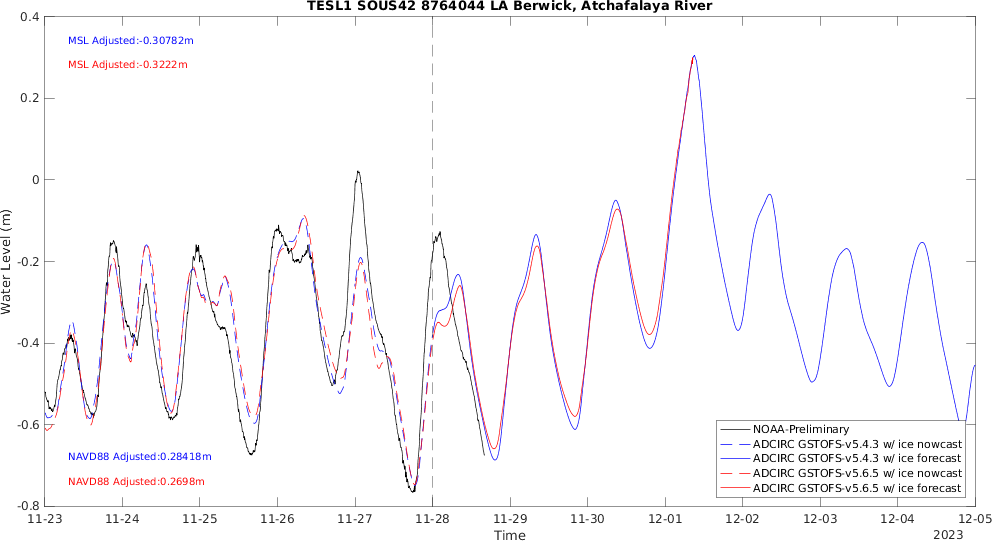 TESL1 SOUS42 8764044 LA Berwick, Atchafalaya River
MSL Adjusted:-0.30782m
MSL Adjusted:-0.3222m
NAVD88 Adjusted:0.28418m
NAVD88 Adjusted:0.2698m
Water Level (m)
0.4
0.2
0
-0.2
-0.4
-0.6
-0.8
NOAA-Preliminary
ADCIRC GSTOFS-v5.4.3 w/ ice nowcast
ADCIRC GSTOFS-v5.4.3 w/ ice forecast
ADCIRC GSTOFS-v5.6.5 w/ ice nowcast
ADCIRC GSTOFS-v5.6.5 w/ ice forecast
11-23 11-24 11-25 11-26 11-27 11-28 11-29 11-30 12-01 12-02 12-03 12-04 12-05
Time
2023